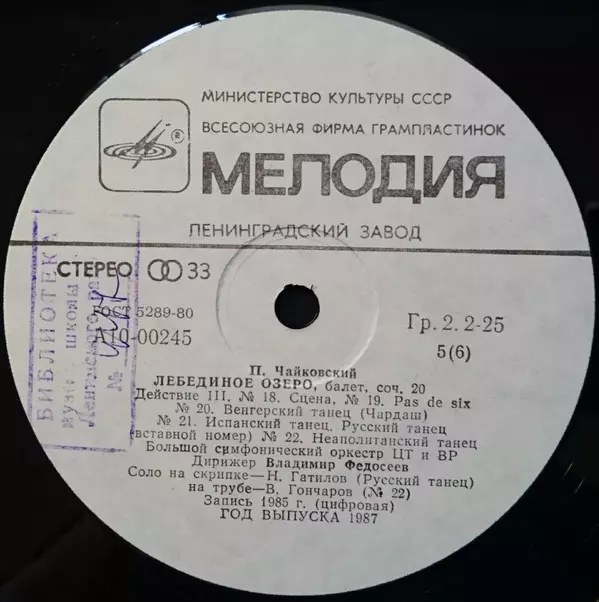 МИНИСТЕРСТВО КУЛЬТУРЫ СССР
ВСЕСОЮЗНАЯ ФИРМА ГРАМПЛАСТИНОК
®
МЕЛОДИЯ
ЛЕНИНГРАДСКИЙ ЗАВОД
СТЕРЕО 33
ГОСТ 5289-80
А10-00245
Гр. 2. 2-25
5(6)
П. Чайковский
ЛЕБЕДИНОЕ ОЗЕРО, балет, соч. 20
Действие III. № 18. Сцена, № 19. Pas de six
№ 20. Венгерский танец (Чардаш)
№ 21. Испанский танец. Русский танец
(вставной номер) № 22. Неаполитанский танец
Большой симфонический оркестр ЦТ и ВР
Дирижер Владимир Федосеев
Соло на скрипке—Н. Гатилов (Русский танец)
на трубе—В. Гончаров (№ 22)
Запись 1985 г. (цифровая)
ГОД ВЫПУСКА 1987
БИБЛИОТЕКА
школы
Ленинского
№